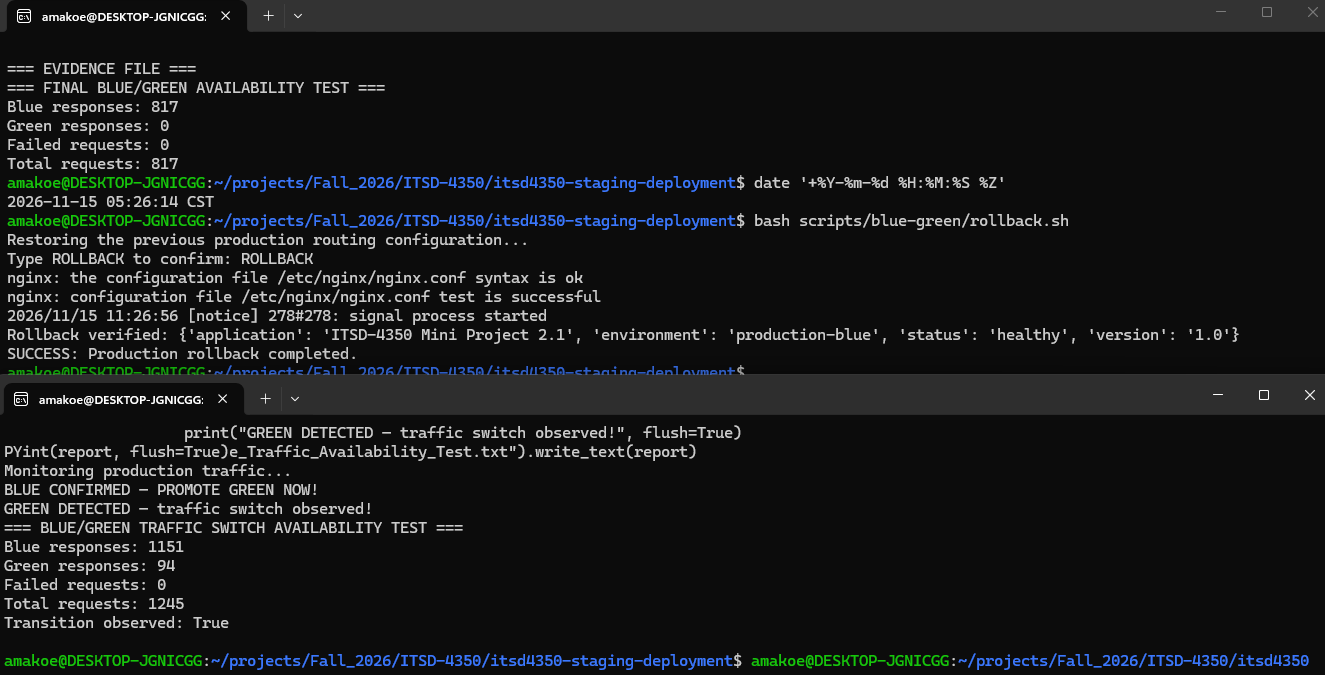 amakoe@DESKTOP-JGNICGG:
=== EVIDENCE FILE ===
=== FINAL BLUE/GREEN AVAILABILITY TEST ===
Blue responses: 817
Green responses: 0
Failed requests: 0
Total requests: 817
amakoe@DESKTOP-JGNICGG:~/projects/Fall_2026/ITSD-4350/itsd4350-staging-deployment$ date '+%Y-%m-%d %H:%M:%S %Z'
2026-11-15 05:26:14 CST
amakoe@DESKTOP-JGNICGG:~/projects/Fall_2026/ITSD-4350/itsd4350-staging-deployment$ bash scripts/blue-green/rollback.sh
Restoring the previous production routing configuration...
Type ROLLBACK to confirm: ROLLBACK
nginx: the configuration file /etc/nginx/nginx.conf syntax is ok
nginx: configuration file /etc/nginx/nginx.conf test is successful
2026/11/15 11:26:56 [notice] 278#278: signal process started
Rollback verified: {'application': 'ITSD-4350 Mini Project 2.1', 'environment': 'production-blue', 'status': 'healthy', 'version': '1.0'}
SUCCESS: Production rollback completed.
amakoe@DESKTOP-JGNICGG:~/projects/Fall_2026/ITSD-4350/itsd4350-staging-deployment$
amakoe@DESKTOP-JGNICGG:
print("GREEN DETECTED — traffic switch observed!", flush=True)
PYint(report, flush=True)e_Traffic_Availability_Test.txt").write_text(report)
Monitoring production traffic...
BLUE CONFIRMED — PROMOTE GREEN NOW!
GREEN DETECTED — traffic switch observed!
=== BLUE/GREEN TRAFFIC SWITCH AVAILABILITY TEST ===
Blue responses: 1151
Green responses: 94
Failed requests: 0
Total requests: 1245
Transition observed: True
amakoe@DESKTOP-JGNICGG:~/projects/Fall_2026/ITSD-4350/itsd4350-staging-deployment$ amakoe@DESKTOP-JGNICGG:~/projects/Fall_2026/ITSD-4350/itsd4350